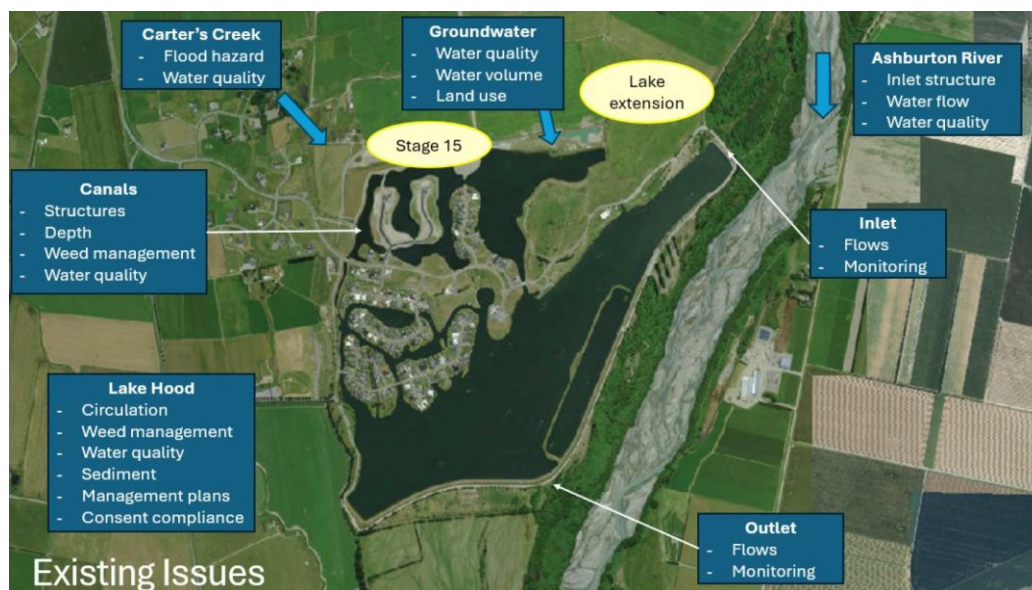 Carter's Creek
- Flood hazard
- Water quality
Groundwater
- Water quality
- Water volume
- Land use
Lake
extension
Ashburton River
- Inlet structure
- Water flow
- Water quality
Stage 15
Canals
- Structures
- Depth
- Weed management
- Water quality
Inlet
- Flows
- Monitoring
Lake Hood
- Circulation
- Weed management
- Water quality
- Sediment
- Management plans
- Consent compliance
Outlet
- Flows
- Monitoring
Existing Issues